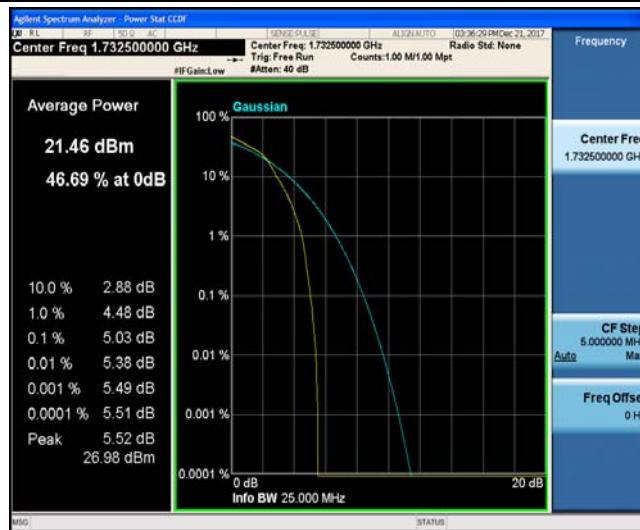 Agilent Spectrum Analyzer - Power Stat CCDF
RL RF 50 Ω AC SENSE:PULSE ALIGN AUTO 03:36:29 PM Dec 21, 2017
Center Freq 1.732500000 GHz
Center Freq: 1.732500000 GHz Radio Std: None
Trig: Free Run Counts:1.00 M/1.00 Mpt
#IFGain:Low #Atten: 40 dB
Frequency
Average Power
21.46 dBm
46.69 % at 0dB
10.0 % 2.88 dB
1.0 % 4.48 dB
0.1 % 5.03 dB
0.01 % 5.38 dB
0.001 % 5.49 dB
0.0001 % 5.51 dB
Peak 5.52 dB
26.98 dBm
Gaussian
100 %
10 %
1 %
0.1 %
0.01 %
0.001 %
0.0001 %
0 dB 20 dB
Info BW 25.000 MHz
Center Fre
1.732500000 GH
CF Step
5.000000 MH
Auto Ma
Freq Offse
0 H
MSG STATUS